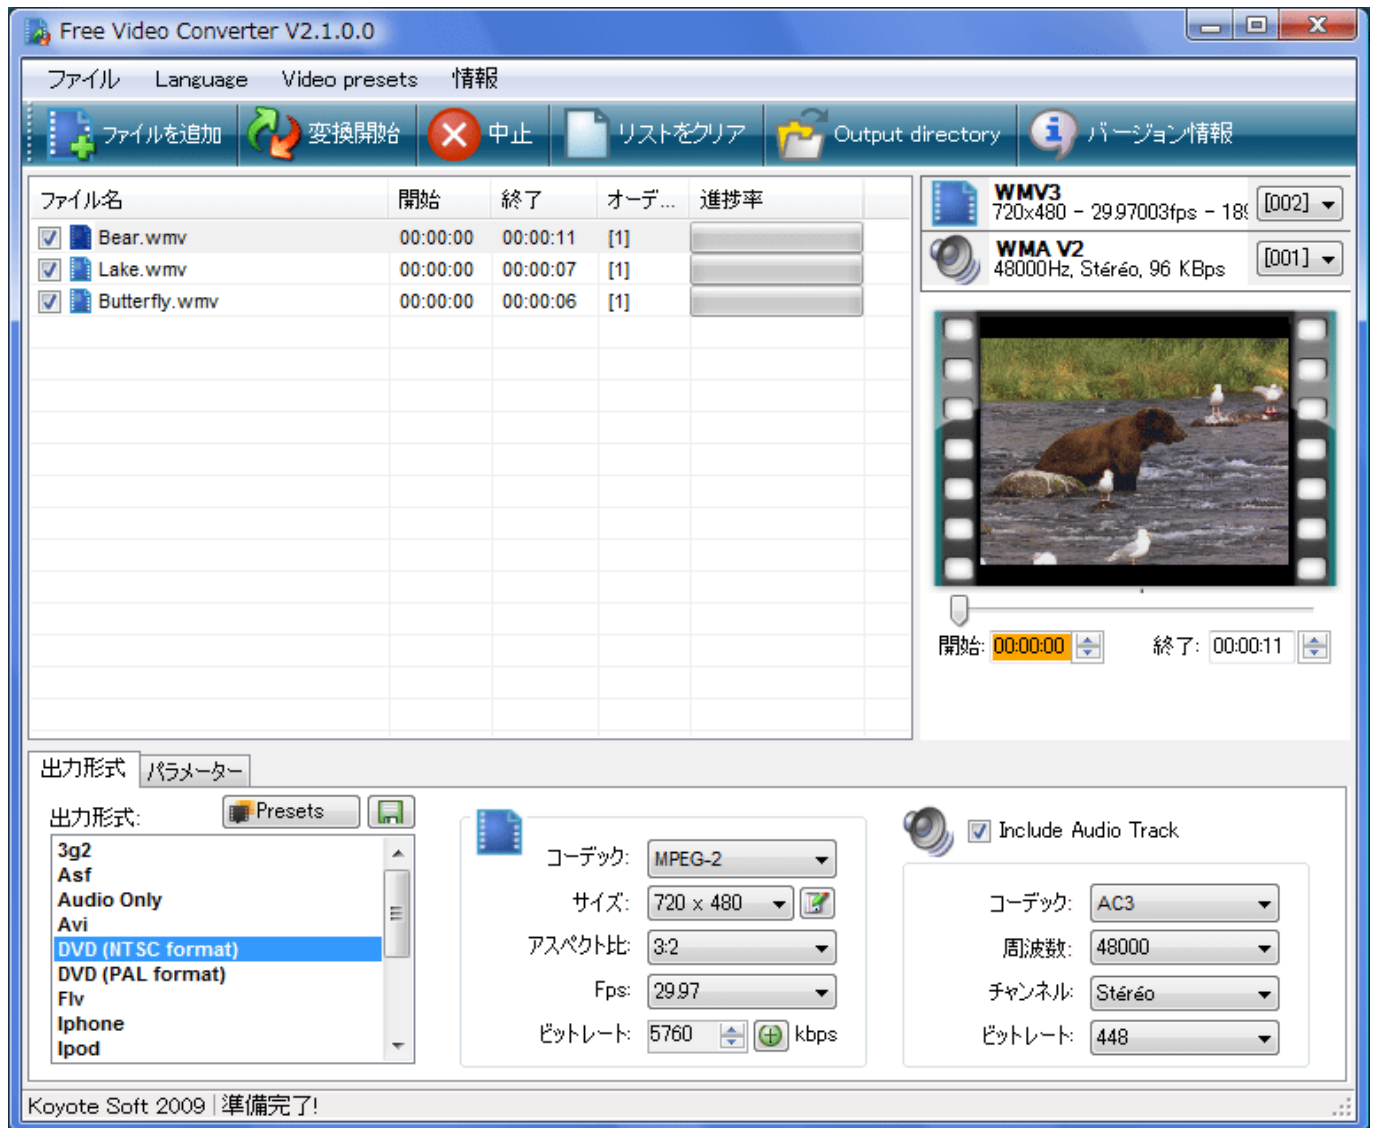 Free Video Converter V2.1.0.0
ファイル Language Video presets 情報
ファイルを追加 変換開始 中止 リストをクリア Output directory バージョン情報
ファイル名 開始 終了 オーデ... 進捗率
Bear.wmv 00:00:00 00:00:11 [1]
Lake.wmv 00:00:00 00:00:07 [1]
Butterfly.wmv 00:00:00 00:00:06 [1]
WMV3
720x480 - 29.97003fps - 189 [002]
WMA V2
48000Hz, Stéréo, 96 KBps [001]
開始: 00:00:00 終了: 00:00:11
出力形式 パラメーター
出力形式: Presets
3g2
Asf
Audio Only
Avi
DVD (NTSC format)
DVD (PAL format)
Flv
Iphone
Ipod
コーデック: MPEG-2
サイズ: 720 x 480
アスペクト比: 3:2
Fps: 29.97
ビットレート: 5760 kbps
Include Audio Track
コーデック: AC3
周波数: 48000
チャンネル: Stéréo
ビットレート: 448
Koyote Soft 2009 準備完了!